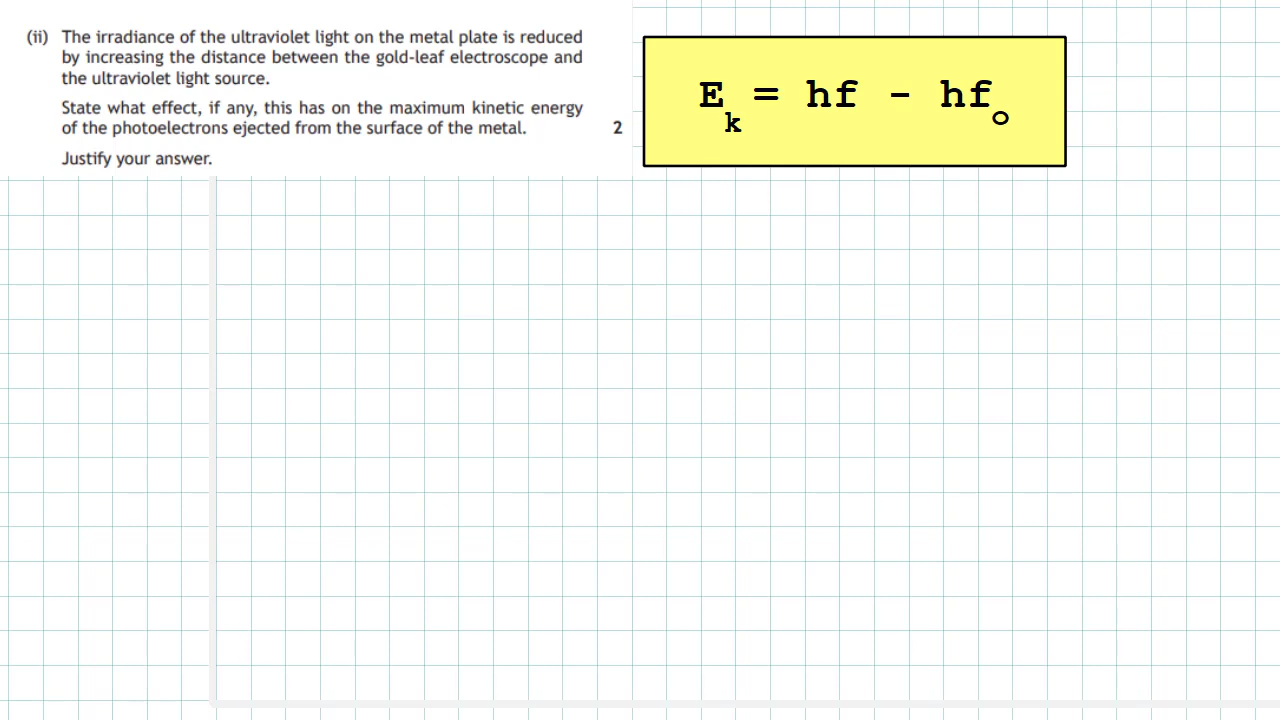 (ii) The irradiance of the ultraviolet light on the metal plate is reduced
by increasing the distance between the gold-leaf electroscope and
the ultraviolet light source.
State what effect, if any, this has on the maximum kinetic energy
of the photoelectrons ejected from the surface of the metal. 2
Justify your answer.
Eₖ = hf - hfₒ